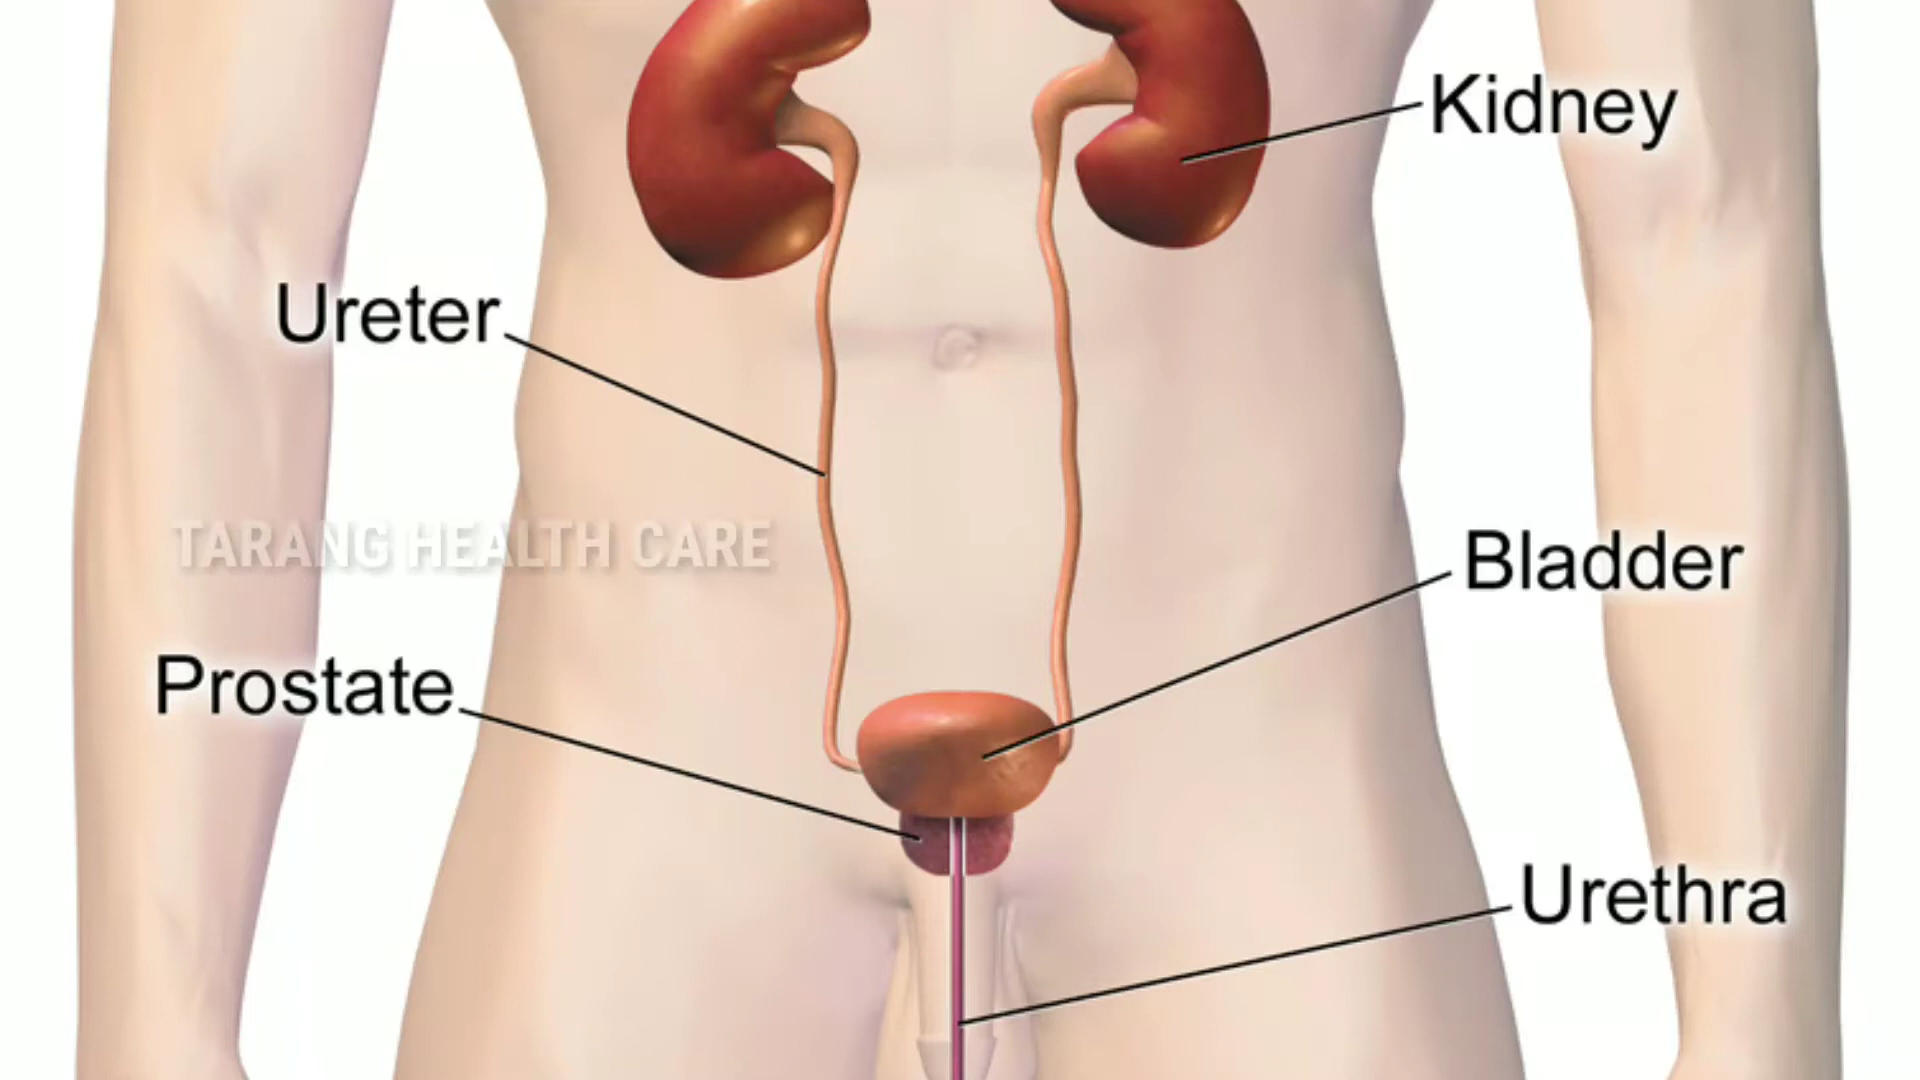 Kidney
Ureter
TARANG HEALTH CARE
Bladder
Prostate
Urethra